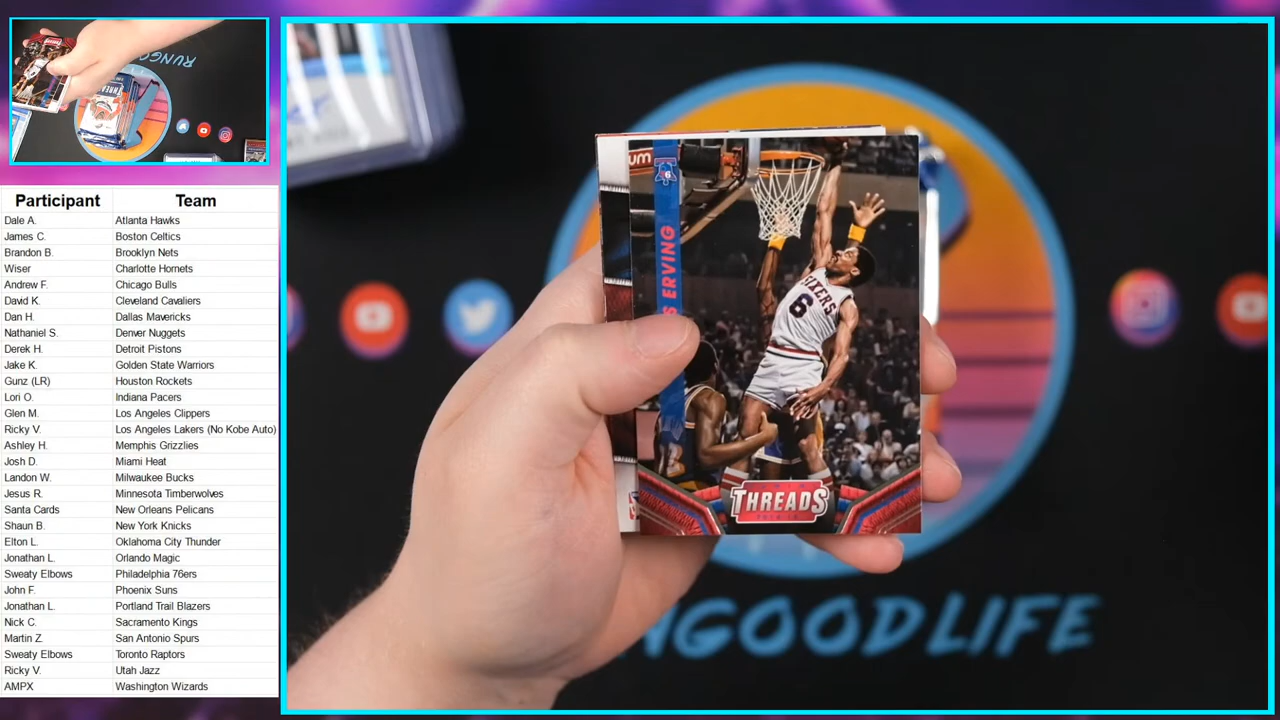 Participant Team
Dale A. Atlanta Hawks
James C. Boston Celtics
Brandon B. Brooklyn Nets
Wiser Charlotte Hornets
Andrew F. Chicago Bulls
David K. Cleveland Cavaliers
Dan H. Dallas Mavericks
Nathaniel S. Denver Nuggets
Derek H. Detroit Pistons
Jake K. Golden State Warriors
Gunz (LR) Houston Rockets
Lori O. Indiana Pacers
Glen M. Los Angeles Clippers
Ricky V. Los Angeles Lakers (No Kobe Auto)
Ashley H. Memphis Grizzlies
Josh D. Miami Heat
Landon W. Milwaukee Bucks
Jesus R. Minnesota Timberwolves
Santa Cards New Orleans Pelicans
Shaun B. New York Knicks
Elton L. Oklahoma City Thunder
Jonathan L. Orlando Magic
Sweaty Elbows Philadelphia 76ers
John F. Phoenix Suns
Jonathan L. Portland Trail Blazers
Nick C. Sacramento Kings
Martin Z. San Antonio Spurs
Sweaty Elbows Toronto Raptors
Ricky V. Utah Jazz
AMPX Washington Wizards
um
6
S ERVING
SIXERS
6
THREADS
NGOODLIFE